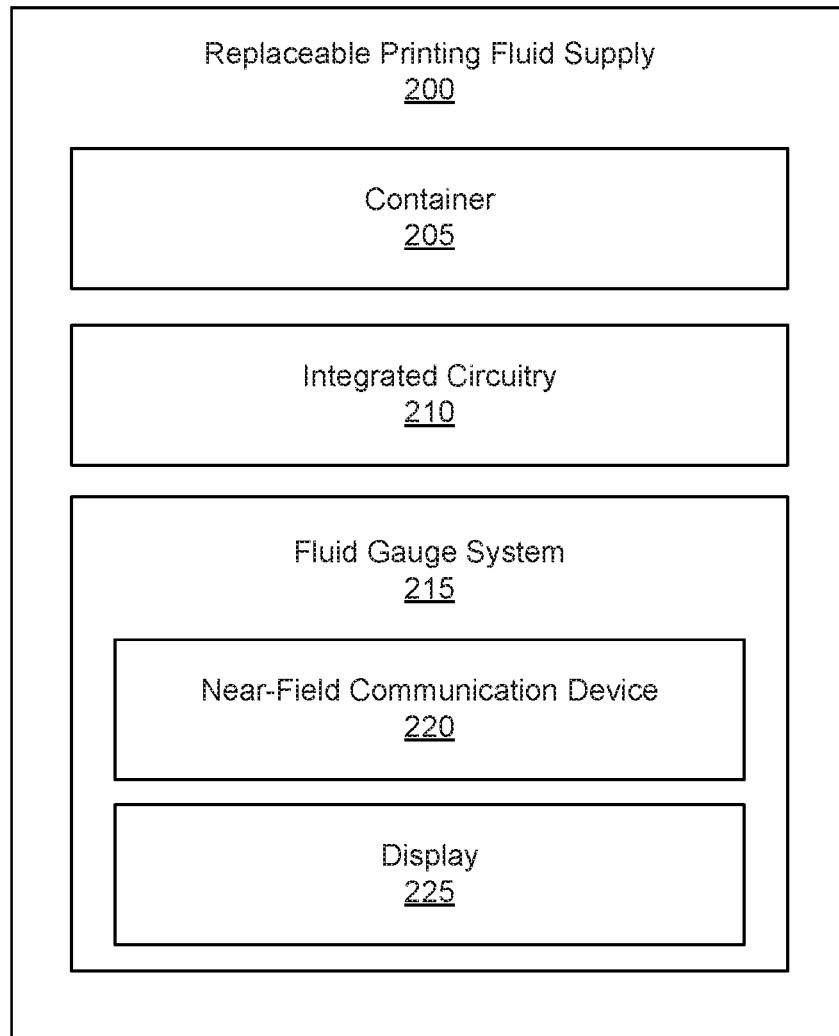 Replaceable Printing Fluid Supply
200
Container
205
Integrated Circuitry
210
Fluid Gauge System
215
Near-Field Communication Device
220
Display
225